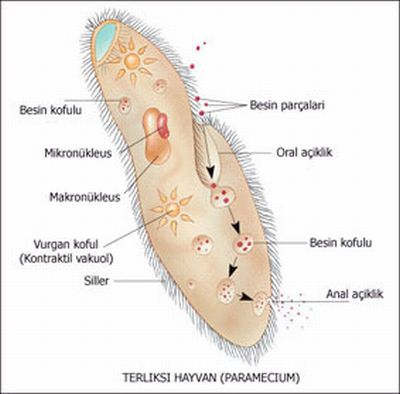 Besin kofulu
Besin parçalari
Mikronükleus
Oral açiklik
Makronükleus
Vurgan koful
(Kontraktil vakuol)
Besin kofulu
Siller
Anal açiklik
TERLIKSI HAYVAN (PARAMECIUM)